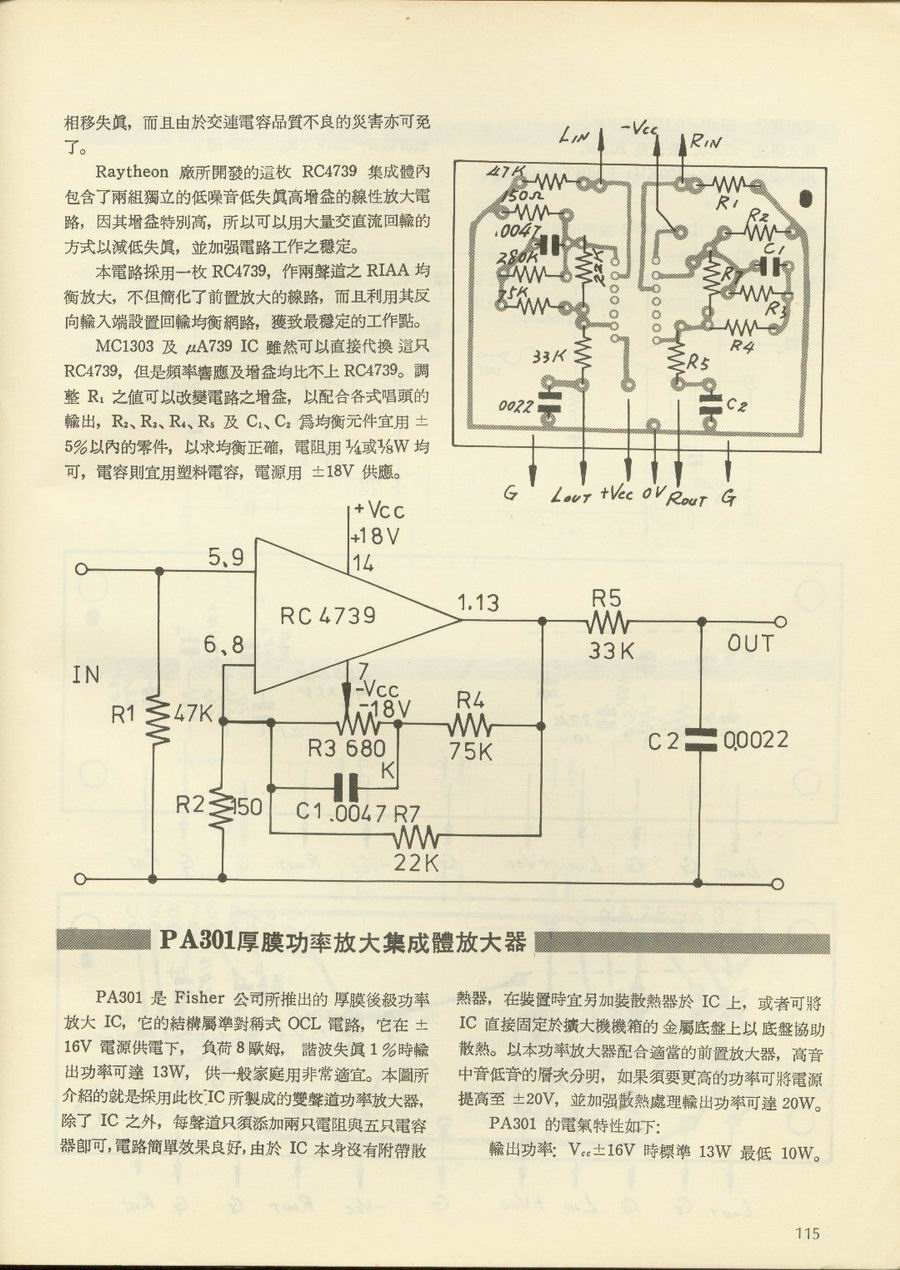 相移失眞，而且由於交連電容品質不良的災害亦可免
了。
Raytheon 廠所開發的這枚 RC4739 集成體內
包含了兩組獨立的低噪音低失眞高增益的線性放大電
路，因其增益特別高，所以可以用大量交直流回輸的
方式以減低失眞，並加强電路工作之穩定。
本電路採用一枚 RC4739，作兩聲道之 RIAA 均
衡放大，不但簡化了前置放大的線路，而且利用其反
向輸入端設置回輸均衡網路，獲致最穩定的工作點。
MC1303 及 μA739 IC 雖然可以直接代換 這只
RC4739，但是頻率響應及增益均比不上 RC4739。調
整 R₁ 之值可以改變電路之增益，以配合各式唱頭的
輸出，R₂、R₃、R₄、R₅ 及 C₁、C₂ 爲均衡元件宜用 ±
5%以內的零件，以求均衡正確，電阻用¼或⅛W 均
可，電容則宜用塑料電容，電源用 ±18V 供應。
LIN -Vcc RIN
47K
150Ω
.0047
280K
75K
22K
33K
0022
R1
R2
C1
R7
R3
R4
R5
C2
G LOUT +Vcc 0V ROUT G
+Vcc
+18V
14
5,9
RC4739
1.13
6,8
7
-Vcc
-18V
IN
R1 47K
R2 150
R3 680
K
C1 .0047
R4
75K
R7
22K
R5
33K
OUT
C2 0,0022
PA301厚膜功率放大集成體放大器
PA301 是 Fisher 公司所推出的 厚膜後級功率
放大 IC，它的結構屬準對稱式 OCL 電路，它在 ±
16V 電源供電下， 負荷 8 歐姆， 諧波失眞 1 %時輸
出功率可達 13W， 供一般家庭用非常適宜。本圖所
介紹的就是採用此枚 IC 所製成的雙聲道功率放大器，
除了 IC 之外，每聲道只須添加兩只電阻與五只電容
器卽可，電路簡單效果良好，由於 IC 本身沒有附帶散
熱器，在裝置時宜另加裝散熱器於 IC 上，或者可將
IC 直接固定於擴大機機箱的 金屬底盤上以 底盤協助
散熱。以本功率放大器配合適當的前置放大器，高音
中音低音的層次分明，如果須要更高的功率可將電源
提高至 ±20V，並加强散熱處理輸出功率可達 20W。
PA301 的電氣特性如下：
輸出功率：Vcc±16V 時標準 13W 最低 10W。
115